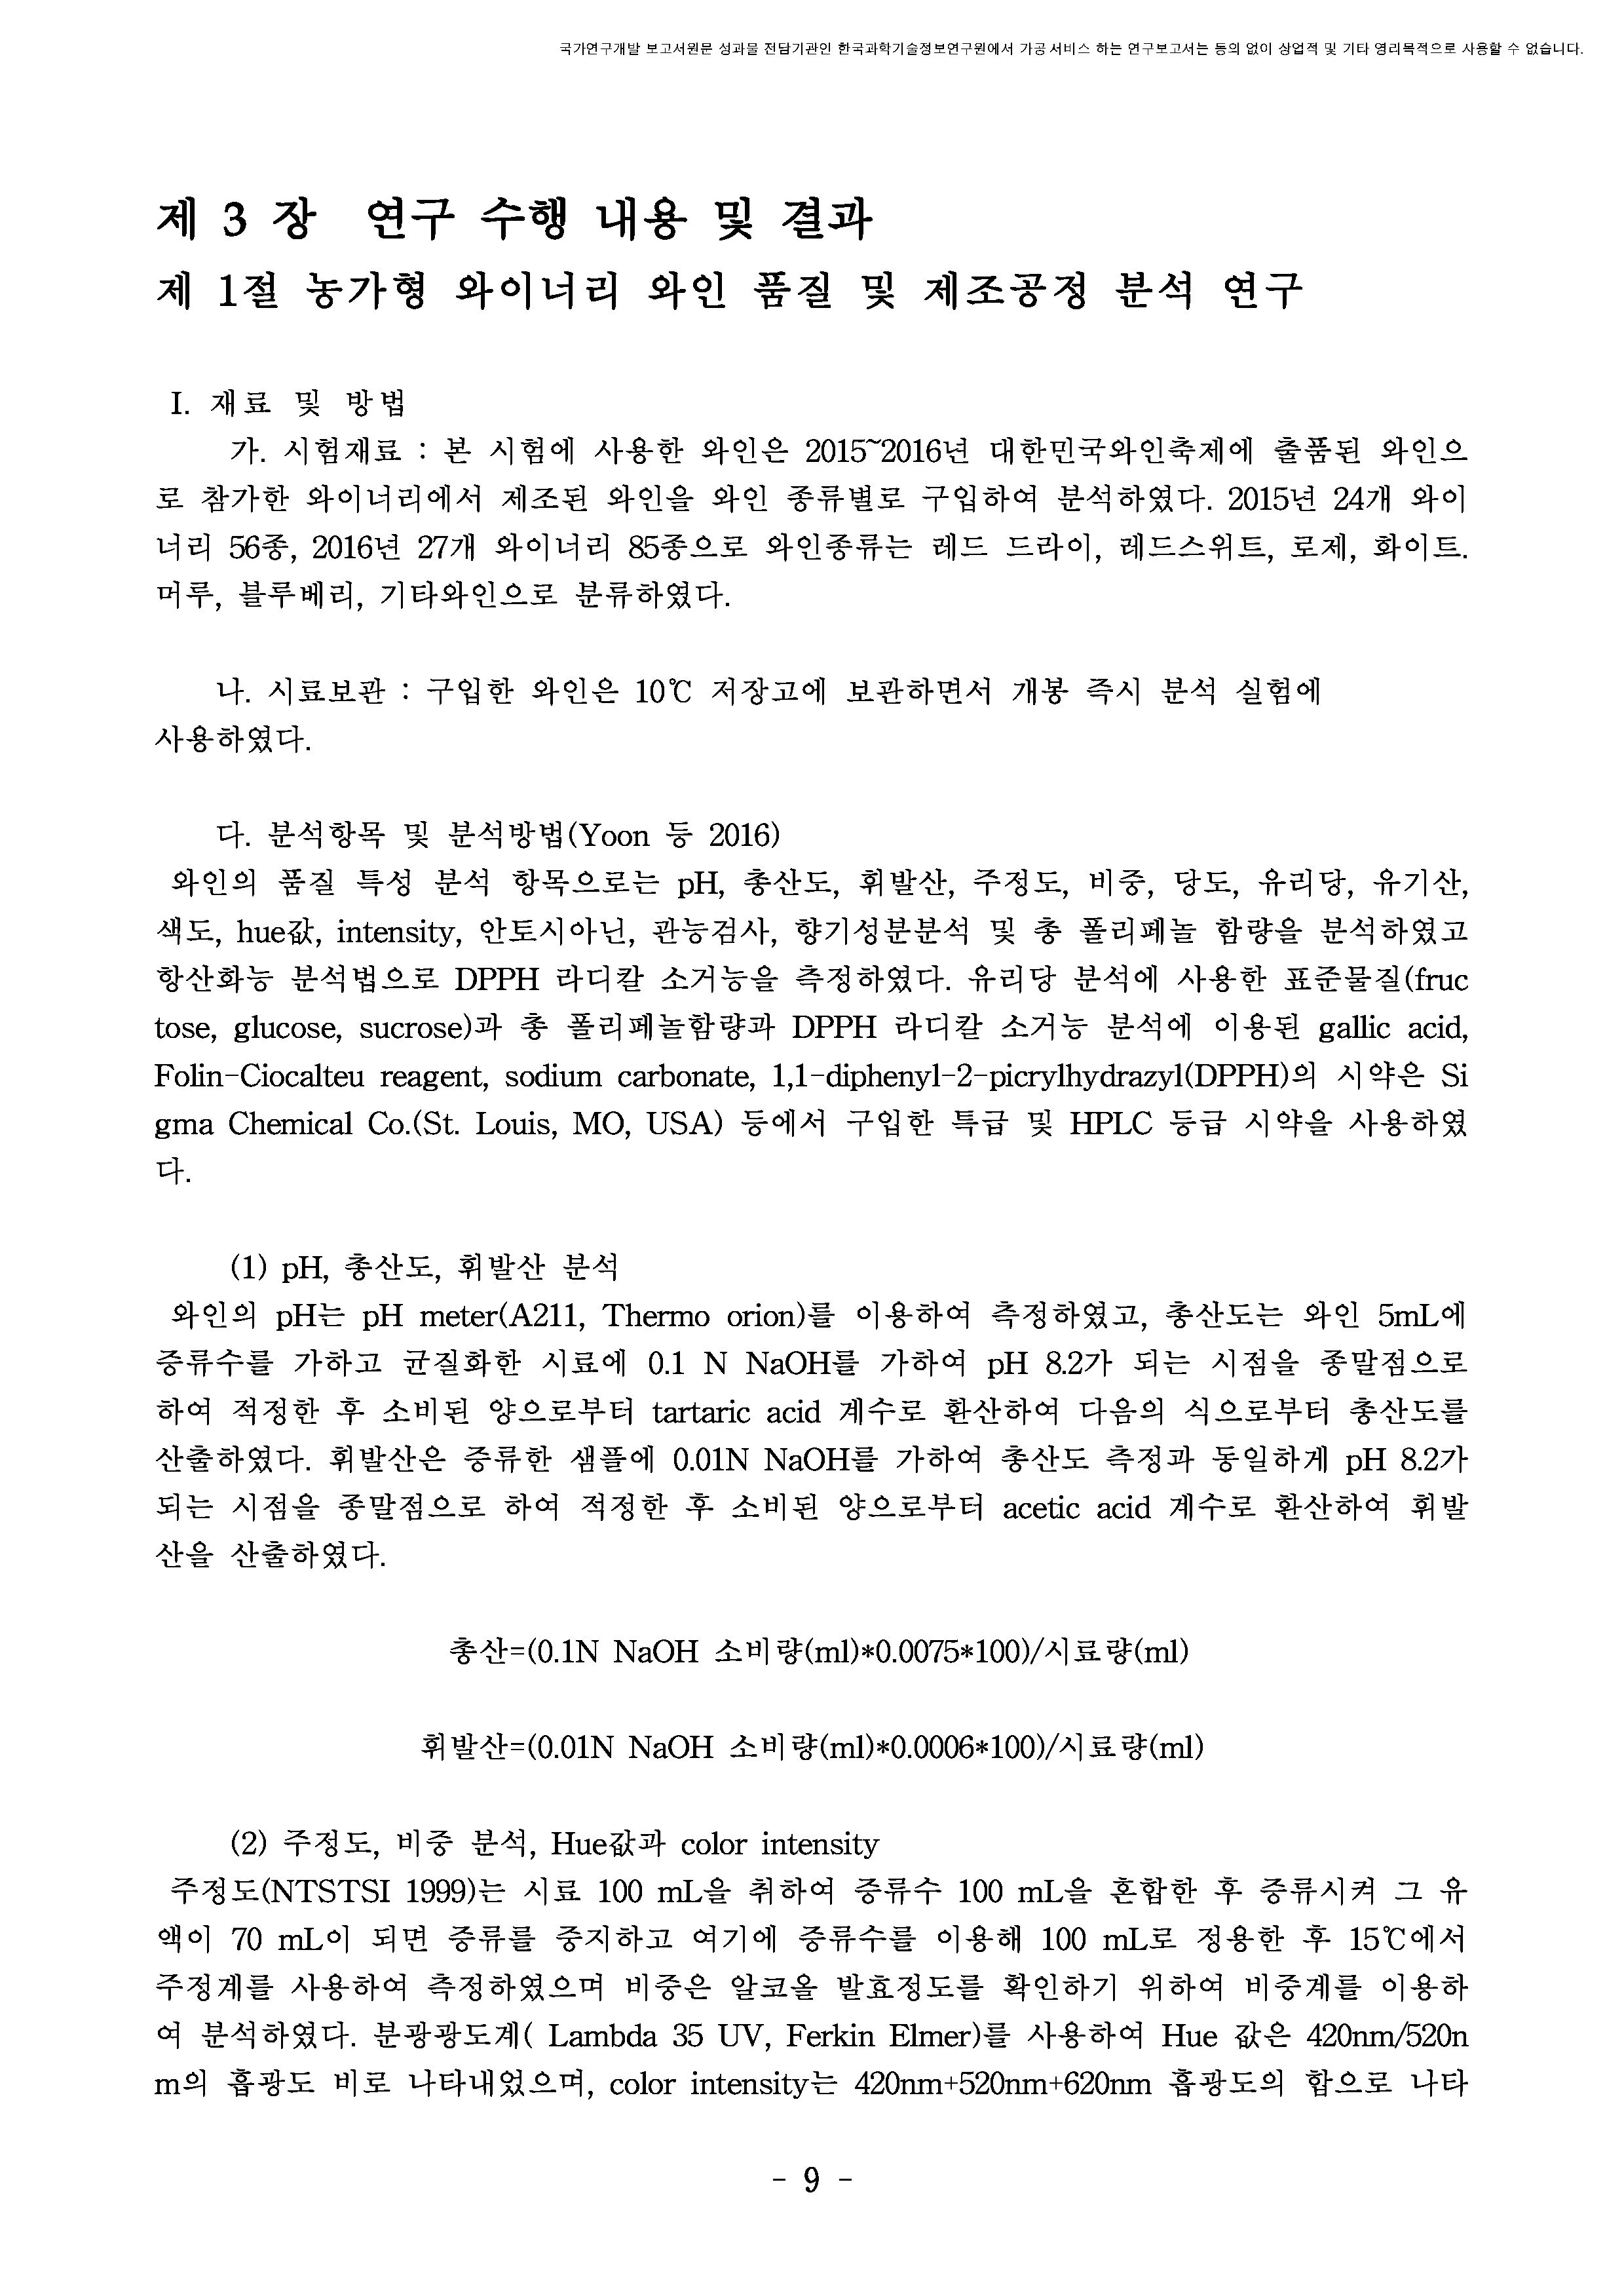 국가연구개발 보고서원문 성과물 전담기관인 한국과학기술정보연구원에서 가공 서비스 하는 연구보고서는 동의 없이 상업적 및 기타 영리목적으로 사용할 수 없습니다.
제 3 장 연구 수행 내용 및 결과
제 1절 농가형 와이너리 와인 품질 및 제조공정 분석 연구
I. 재료 및 방법
가. 시험재료 : 본 시험에 사용한 와인은 2015~2016년 대한민국와인축제에 출품된 와인으
로 참가한 와이너리에서 제조된 와인을 와인 종류별로 구입하여 분석하였다. 2015년 24개 와이
너리 56종, 2016년 27개 와이너리 85종으로 와인종류는 레드 드라이, 레드스위트, 로제, 화이트.
머루, 블루베리, 기타와인으로 분류하였다.
나. 시료보관 : 구입한 와인은 10℃ 저장고에 보관하면서 개봉 즉시 분석 실험에
사용하였다.
다. 분석항목 및 분석방법(Yoon 등 2016)
와인의 품질 특성 분석 항목으로는 pH, 총산도, 휘발산, 주정도, 비중, 당도, 유리당, 유기산,
색도, hue값, intensity, 안토시아닌, 관능검사, 향기성분분석 및 총 폴리페놀 함량을 분석하였고
항산화능 분석법으로 DPPH 라디칼 소거능을 측정하였다. 유리당 분석에 사용한 표준물질(fruc
tose, glucose, sucrose)과 총 폴리페놀함량과 DPPH 라디칼 소거능 분석에 이용된 gallic acid,
Folin-Ciocalteu reagent, sodium carbonate, 1,1-diphenyl-2-picrylhydrazyl(DPPH)의 시약은 Si
gma Chemical Co.(St. Louis, MO, USA) 등에서 구입한 특급 및 HPLC 등급 시약을 사용하였
다.
(1) pH, 총산도, 휘발산 분석
와인의 pH는 pH meter(A211, Thermo orion)를 이용하여 측정하였고, 총산도는 와인 5mL에
증류수를 가하고 균질화한 시료에 0.1 N NaOH를 가하여 pH 8.2가 되는 시점을 종말점으로
하여 적정한 후 소비된 양으로부터 tartaric acid 계수로 환산하여 다음의 식으로부터 총산도를
산출하였다. 휘발산은 증류한 샘플에 0.01N NaOH를 가하여 총산도 측정과 동일하게 pH 8.2가
되는 시점을 종말점으로 하여 적정한 후 소비된 양으로부터 acetic acid 계수로 환산하여 휘발
산을 산출하였다.
총산=(0.1N NaOH 소비량(ml)*0.0075*100)/시료량(ml)
휘발산=(0.01N NaOH 소비량(ml)*0.0006*100)/시료량(ml)
(2) 주정도, 비중 분석, Hue값과 color intensity
주정도(NTSTSI 1999)는 시료 100 mL을 취하여 증류수 100 mL을 혼합한 후 증류시켜 그 유
액이 70 mL이 되면 증류를 중지하고 여기에 증류수를 이용해 100 mL로 정용한 후 15℃에서
주정계를 사용하여 측정하였으며 비중은 알코올 발효정도를 확인하기 위하여 비중계를 이용하
여 분석하였다. 분광광도계( Lambda 35 UV, Ferkin Elmer)를 사용하여 Hue 값은 420nm/520n
m의 흡광도 비로 나타내었으며, color intensity는 420nm+520nm+620nm 흡광도의 합으로 나타
- 9 -